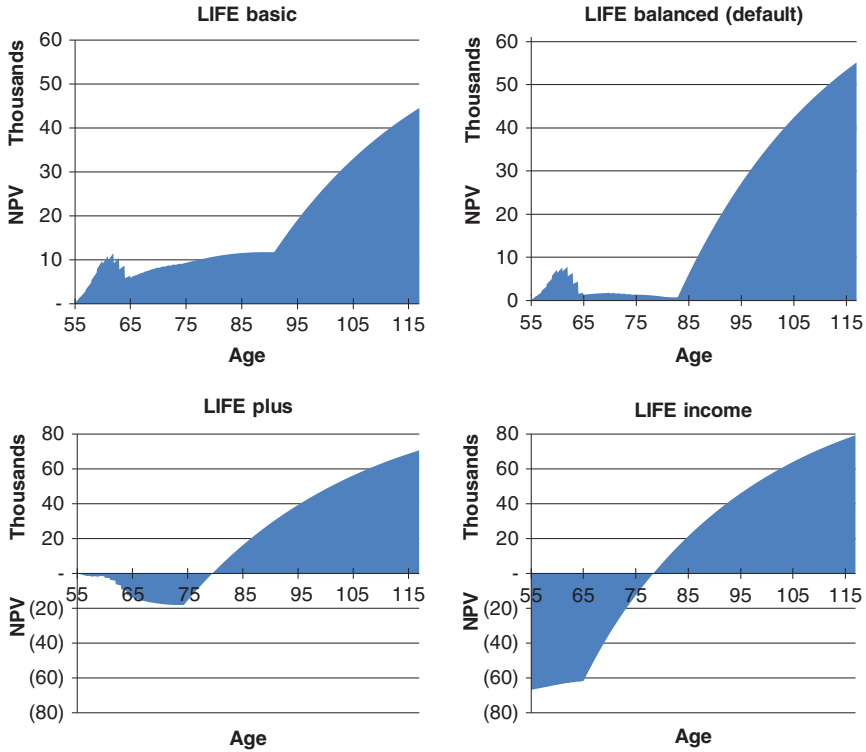 LIFE basic
60
50
40
30
20
10
-
Thousands
NPV
55 65 75 85 95 105 115
Age
LIFE balanced (default)
60
50
40
30
20
10
0
Thousands
NPV
55 65 75 85 95 105 115
Age
LIFE plus
80
60
40
20
-
(20)
(40)
(60)
(80)
Thousands
NPV
55 65 75 85 95 105 115
Age
LIFE income
80
60
40
20
-
(20)
(40)
(60)
(80)
Thousands
NPV
55 65 75 85 95 105 115
Age